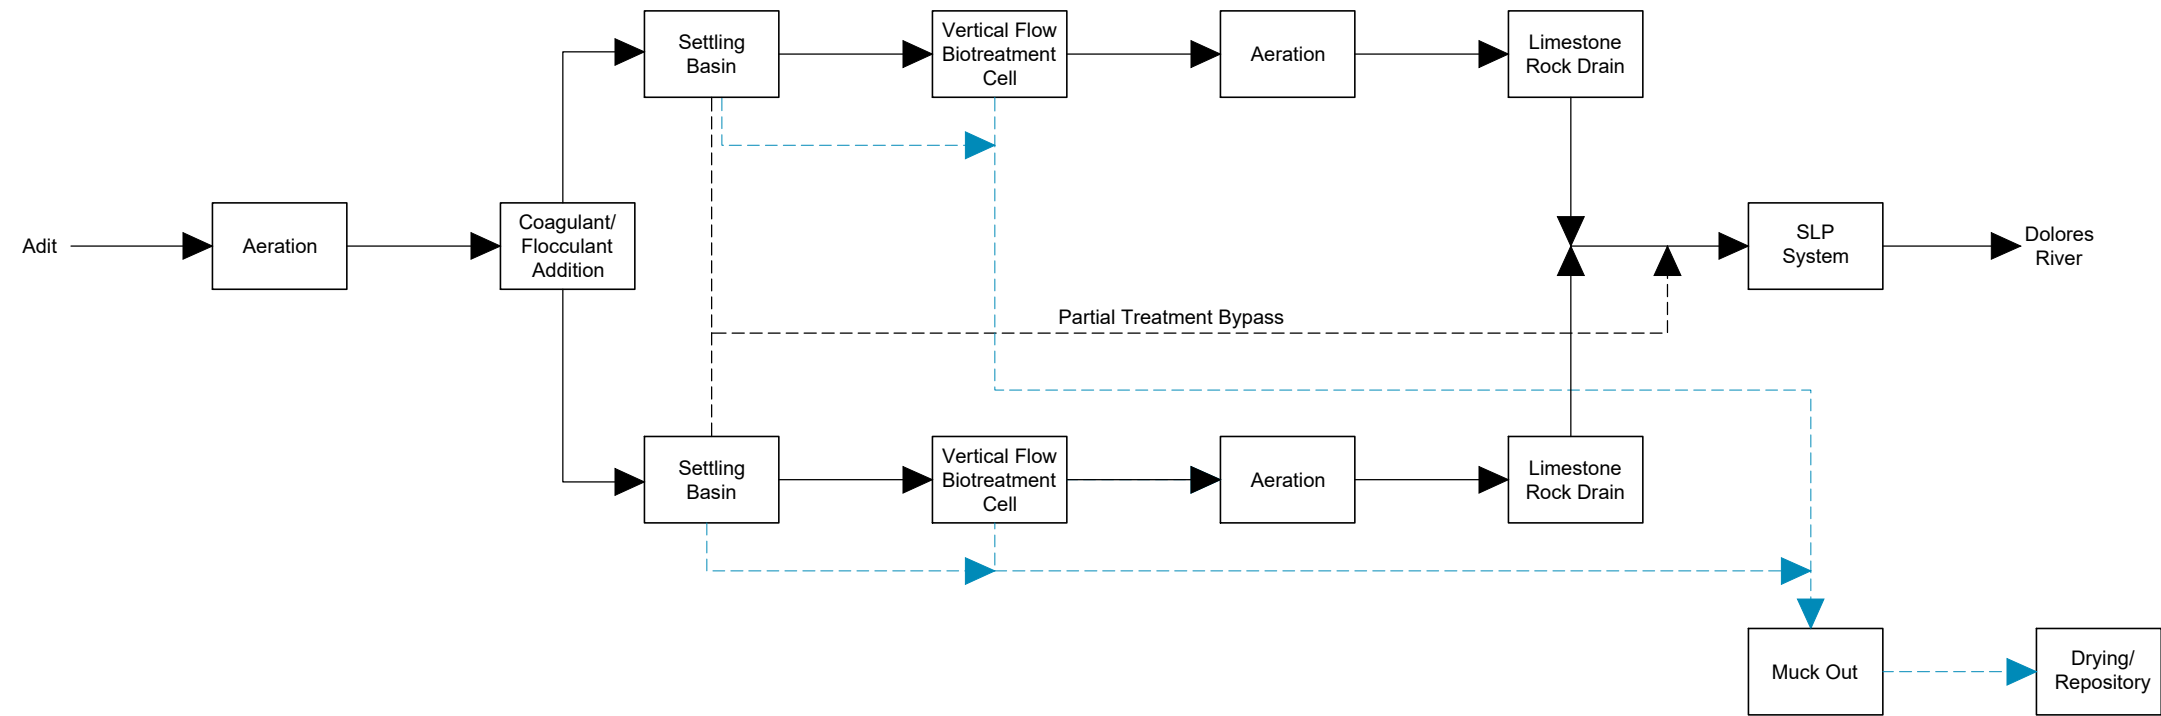 Settling
Basin
Vertical Flow
Biotreatment
Cell
Aeration
Limestone
Rock Drain
Adit
Aeration
Coagulant/
Flocculant
Addition
SLP
System
Dolores
River
Partial Treatment Bypass
Settling
Basin
Vertical Flow
Biotreatment
Cell
Aeration
Limestone
Rock Drain
Muck Out
Drying/
Repository